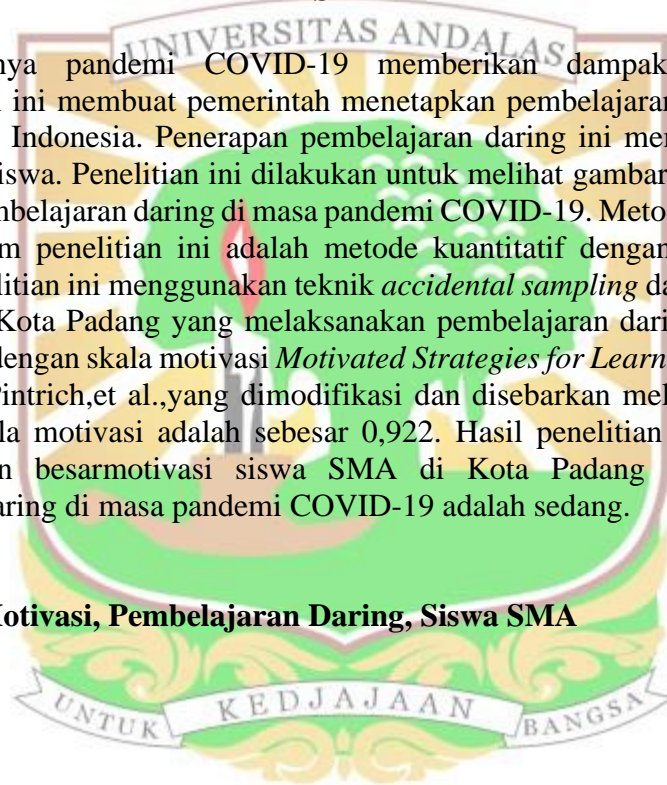 UNIVERSITAS ANDALAS
nya pandemi COVID-19 memberikan dampak
ini membuat pemerintah menetapkan pembelajaran
Indonesia. Penerapan pembelajaran daring ini mer
iswa. Penelitian ini dilakukan untuk melihat gambar
mbelajaran daring di masa pandemi COVID-19. Metod
m penelitian ini adalah metode kuantitatif dengan
litian ini menggunakan teknik accidental sampling da
Kota Padang yang melaksanakan pembelajaran dari
dengan skala motivasi Motivated Strategies for Learn
Pintrich,et al.,yang dimodifikasi dan disebarkan mel
la motivasi adalah sebesar 0,922. Hasil penelitian
n besarmotivasi siswa SMA di Kota Padang
aring di masa pandemi COVID-19 adalah sedang.
Motivasi, Pembelajaran Daring, Siswa SMA
UNTUK KEDJAJAAN BANGSA